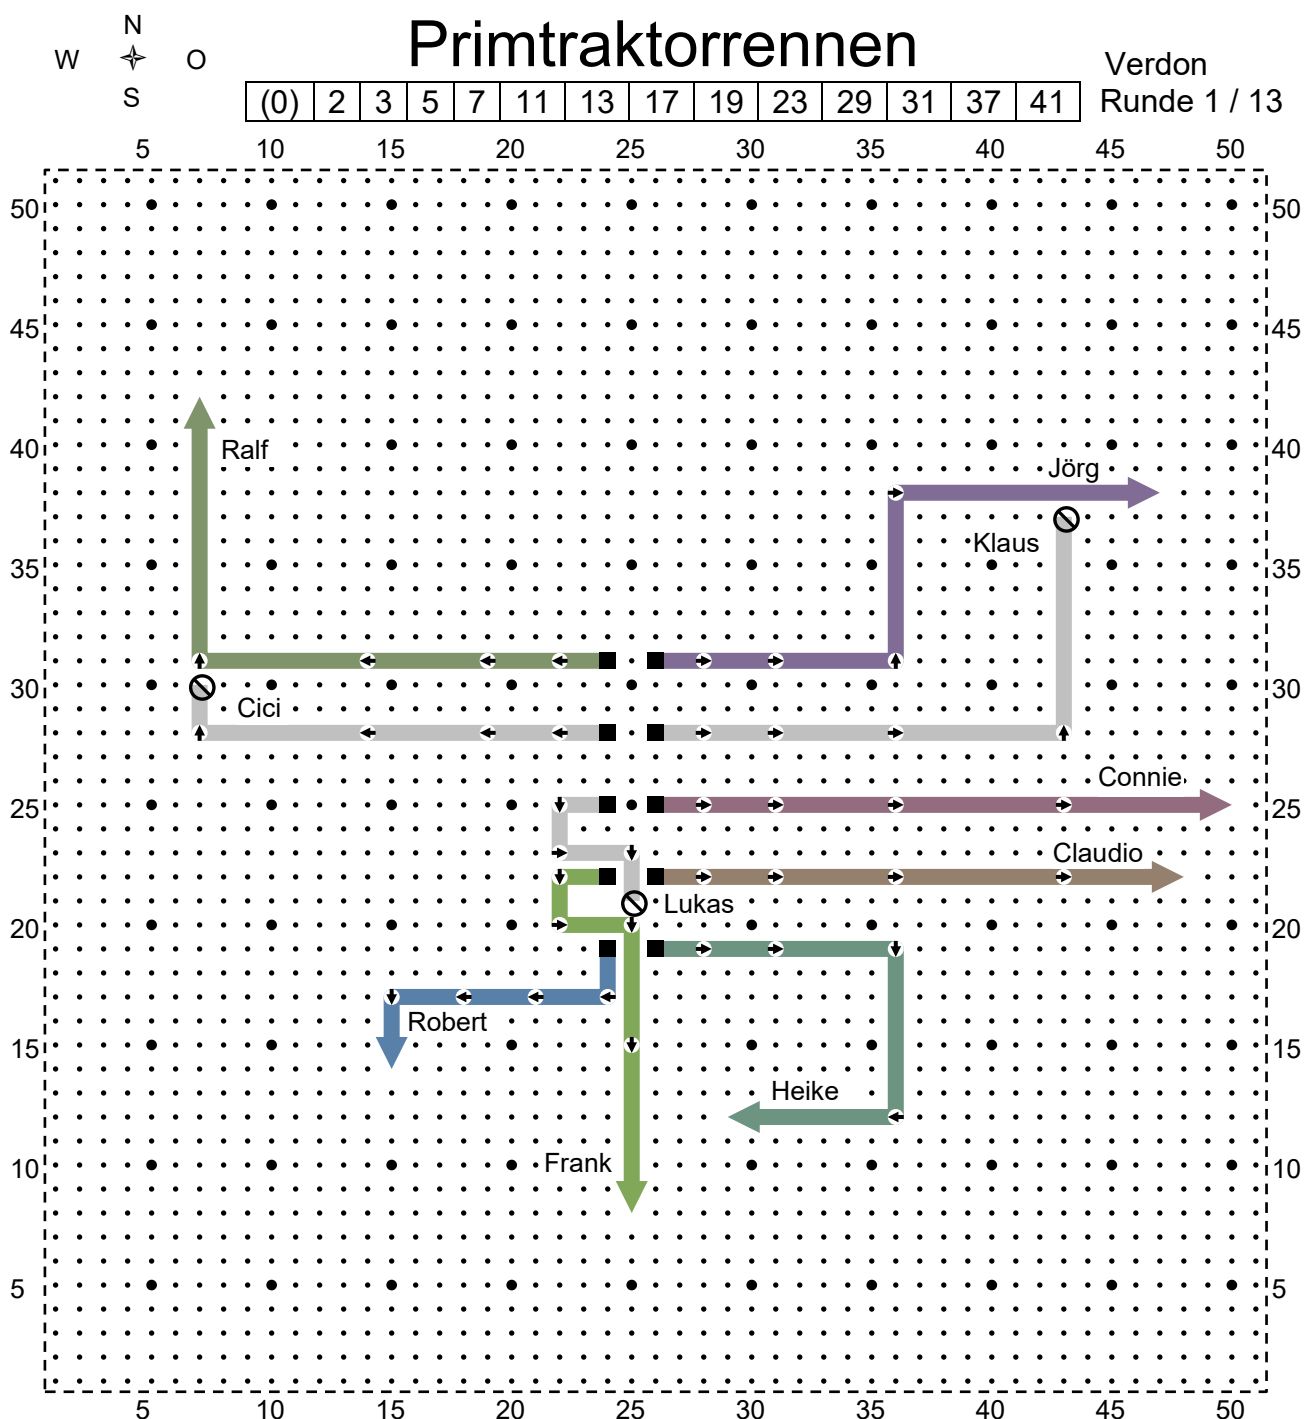 N
Primtraktorrennen
W O
Verdon
S
(0) 2 3 5 7 11 13 17 19 23 29 31 37 41
Runde 1 / 13
5 10 15 20 25 30 35 40 45 50
50 50
45 45
40 Ralf 40
Jörg
Klaus
35 35
30 30
Cici
Connie
25 25
Claudio
Lukas
20 20
Robert
15 15
Heike
Frank
10 10
5 5
5 10 15 20 25 30 35 40 45 50